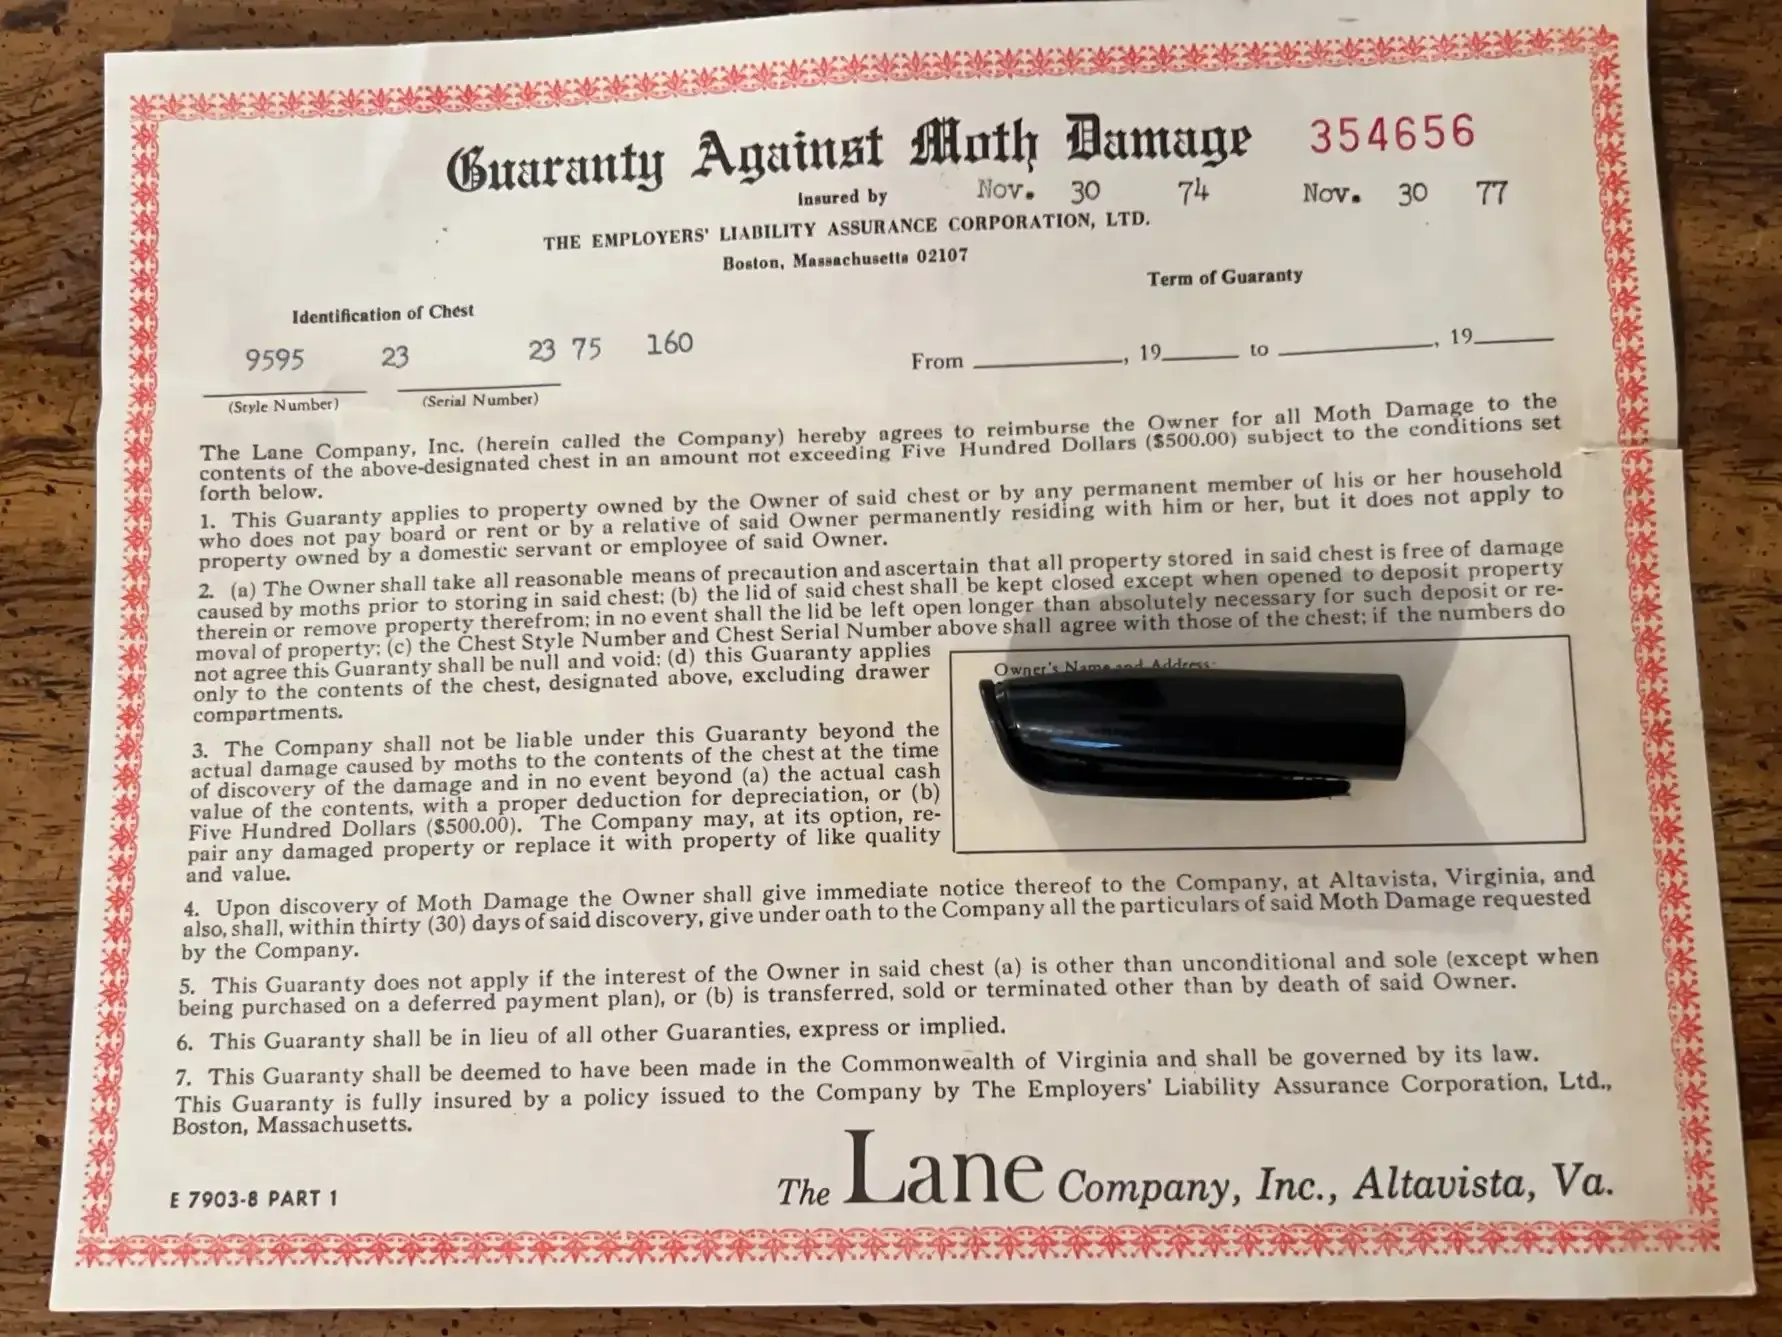 Guaranty Against Moth Damage 354656
Insured by Nov. 30 74 Nov. 30 77
THE EMPLOYERS' LIABILITY ASSURANCE CORPORATION, LTD.
Boston, Massachusetts 02107
Term of Guaranty
Identification of Chest
9595 23 23 75 160
From , 19 to , 19
(Style Number) (Serial Number)
The Lane Company, Inc. (herein called the Company) hereby agrees to reimburse the Owner for all Moth Damage to the
contents of the above-designated chest in an amount not exceeding Five Hundred Dollars ($500.00) subject to the conditions set
forth below.
1. This Guaranty applies to property owned by the Owner of said chest or by any permanent member of his or her household
who does not pay board or rent or by a relative of said Owner permanently residing with him or her, but it does not apply to
property owned by a domestic servant or employee of said Owner.
2. (a) The Owner shall take all reasonable means of precaution and ascertain that all property stored in said chest is free of damage
caused by moths prior to storing in said chest; (b) the lid of said chest shall be kept closed except when opened to deposit property
therein or remove property therefrom; in no event shall the lid be left open longer than absolutely necessary for such deposit or re-
moval of property; (c) the Chest Style Number and Chest Serial Number above shall agree with those of the chest; if the numbers do
not agree this Guaranty shall be null and void; (d) this Guaranty applies
only to the contents of the chest, designated above, excluding drawer
compartments.
Owner's Name and Address:
3. The Company shall not be liable under this Guaranty beyond the
actual damage caused by moths to the contents of the chest at the time
of discovery of the damage and in no event beyond (a) the actual cash
value of the contents, with a proper deduction for depreciation, or (b)
Five Hundred Dollars ($500.00). The Company may, at its option, re-
pair any damaged property or replace it with property of like quality
and value.
4. Upon discovery of Moth Damage the Owner shall give immediate notice thereof to the Company, at Altavista, Virginia, and
also, shall, within thirty (30) days of said discovery, give under oath to the Company all the particulars of said Moth Damage requested
by the Company.
5. This Guaranty does not apply if the interest of the Owner in said chest (a) is other than unconditional and sole (except when
being purchased on a deferred payment plan), or (b) is transferred, sold or terminated other than by death of said Owner.
6. This Guaranty shall be in lieu of all other Guaranties, express or implied.
7. This Guaranty shall be deemed to have been made in the Commonwealth of Virginia and shall be governed by its law.
This Guaranty is fully insured by a policy issued to the Company by The Employers' Liability Assurance Corporation, Ltd.,
Boston, Massachusetts.
E 7903-8 PART 1
The Lane Company, Inc., Altavista, Va.